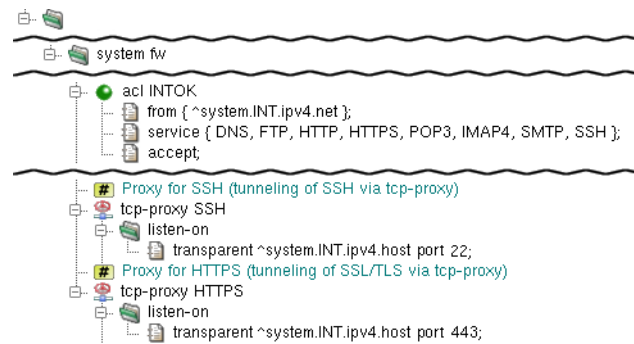 system fw
acl INTOK
from { ^system.INT.ipv4.net };
service { DNS, FTP, HTTP, HTTPS, POP3, IMAP4, SMTP, SSH };
accept;
# Proxy for SSH (tunneling of SSH via tcp-proxy)
tcp-proxy SSH
listen-on
transparent ^system.INT.ipv4.host port 22;
# Proxy for HTTPS (tunneling of SSL/TLS via tcp-proxy)
tcp-proxy HTTPS
listen-on
transparent ^system.INT.ipv4.host port 443;